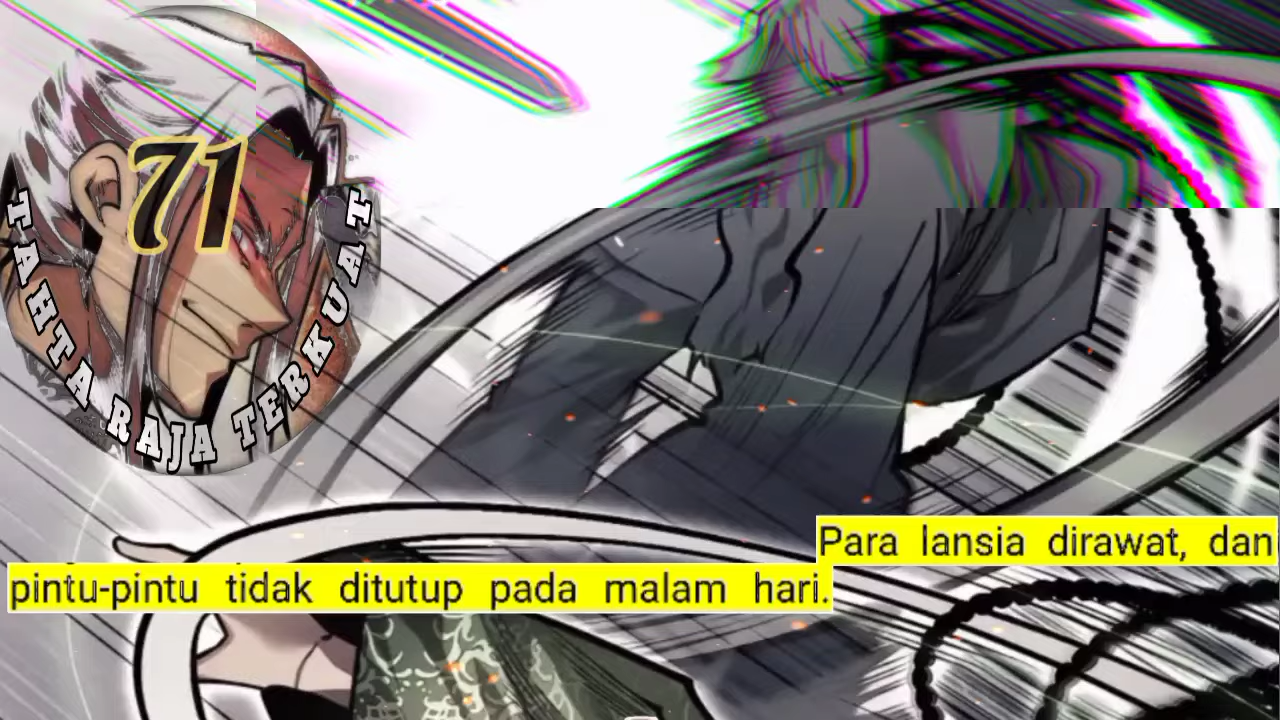 71
TAHTA RAJA TERKUAT
Para lansia dirawat, dan
pintu-pintu tidak ditutup pada malam hari.